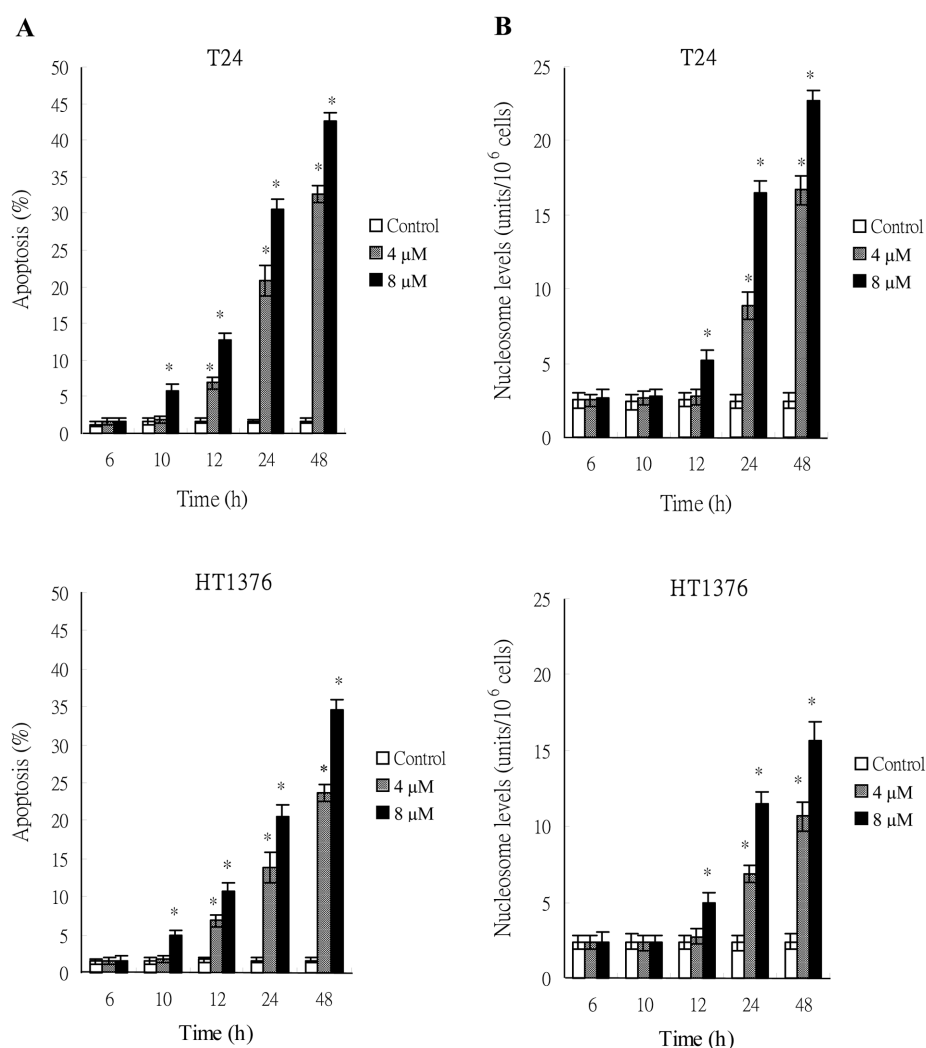 A
T24
50
45
40
35
30
25
20
15
10
5
0
Apoptosis (%)
* * * * * * *
6 10 12 24 48
Time (h)
Control
4 µM
8 µM
B
T24
25
20
15
10
5
0
Nucleosome levels (units/10⁶ cells)
* * * * *
6 10 12 24 48
Time (h)
Control
4 µM
8 µM
HT1376
50
45
40
35
30
25
20
15
10
5
0
Apoptosis (%)
* * * * * * *
6 10 12 24 48
Time (h)
Control
4 µM
8 µM
HT1376
25
20
15
10
5
0
Nucleosome levels (units/10⁶ cells)
* * * * *
6 10 12 24 48
Time (h)
Control
4 µM
8 µM